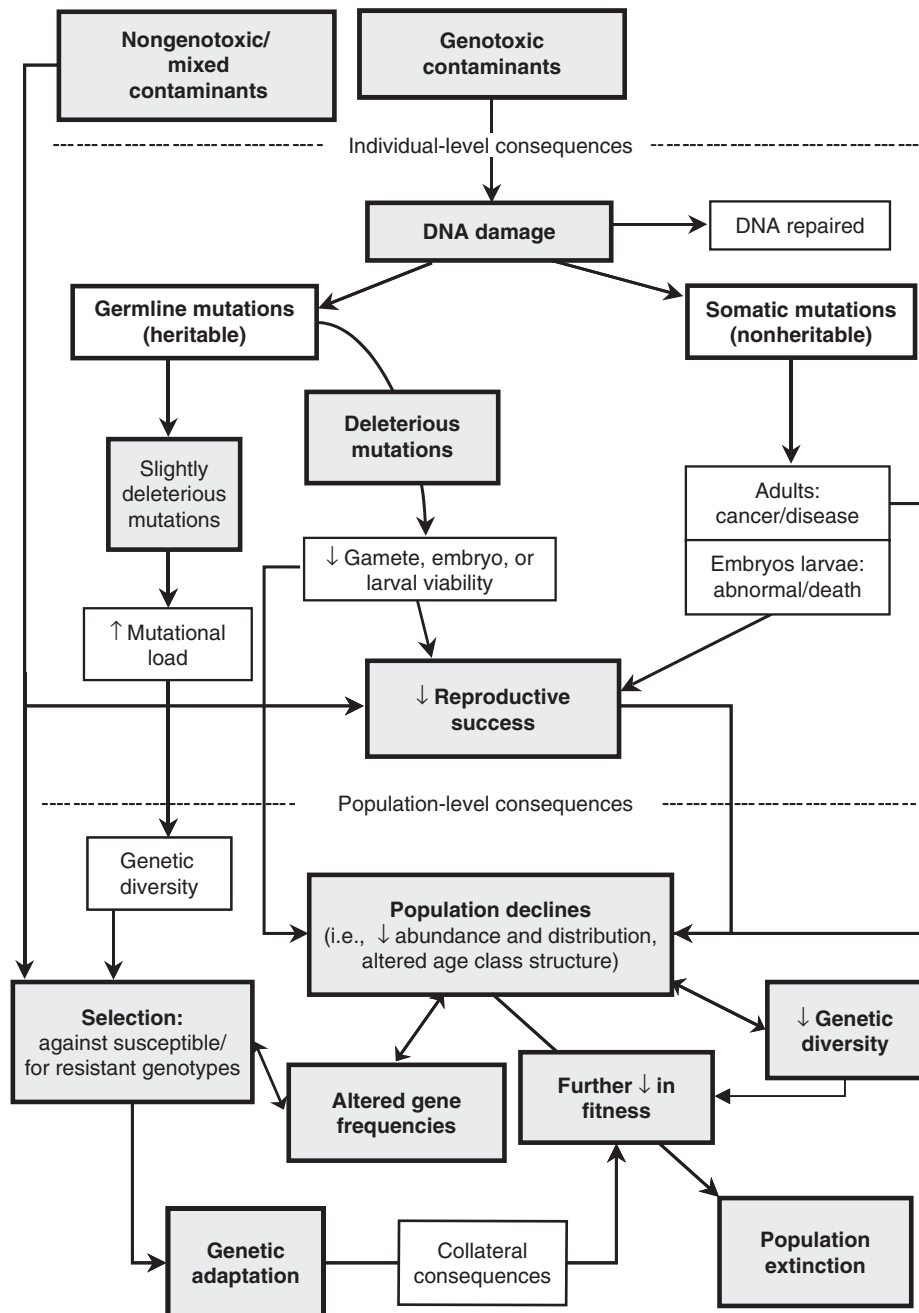 Nongenotoxic/
mixed
contaminants
Genotoxic
contaminants
Individual-level consequences
DNA damage
DNA repaired
Germline mutations
(heritable)
Somatic mutations
(nonheritable)
Deleterious
mutations
Slightly
deleterious
mutations
Adults:
cancer/disease
Embryos larvae:
abnormal/death
↓ Gamete, embryo, or
larval viability
↑ Mutational
load
↓ Reproductive
success
Population-level consequences
Genetic
diversity
Population declines
(i.e., ↓ abundance and distribution,
altered age class structure)
Selection:
against susceptible/
for resistant genotypes
↓ Genetic
diversity
Altered gene
frequencies
Further ↓ in
fitness
Genetic
adaptation
Collateral
consequences
Population
extinction